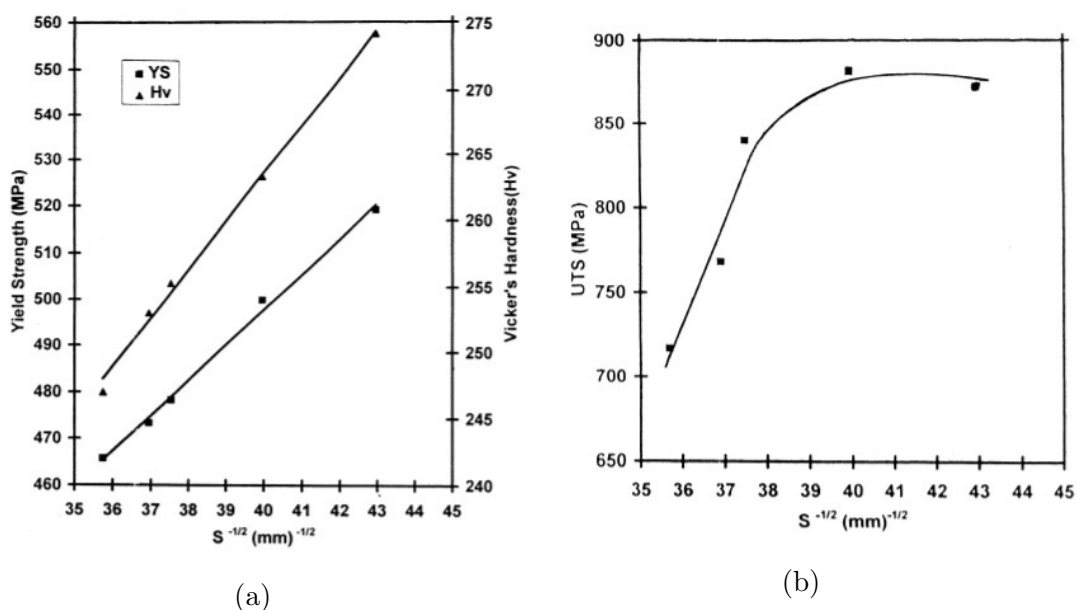 560
550
540
530
520
510
500
490
480
470
460
Yield Strength (MPa)
YS
Hv
275
270
265
260
255
250
245
240
Vicker's Hardness(Hv)
35 36 37 38 39 40 41 42 43 44 45
S -1/2 (mm) -1/2
(a)
900
850
800
750
700
650
UTS (MPa)
35 36 37 38 39 40 41 42 43 44 45
S -1/2 (mm) -1/2
(b)